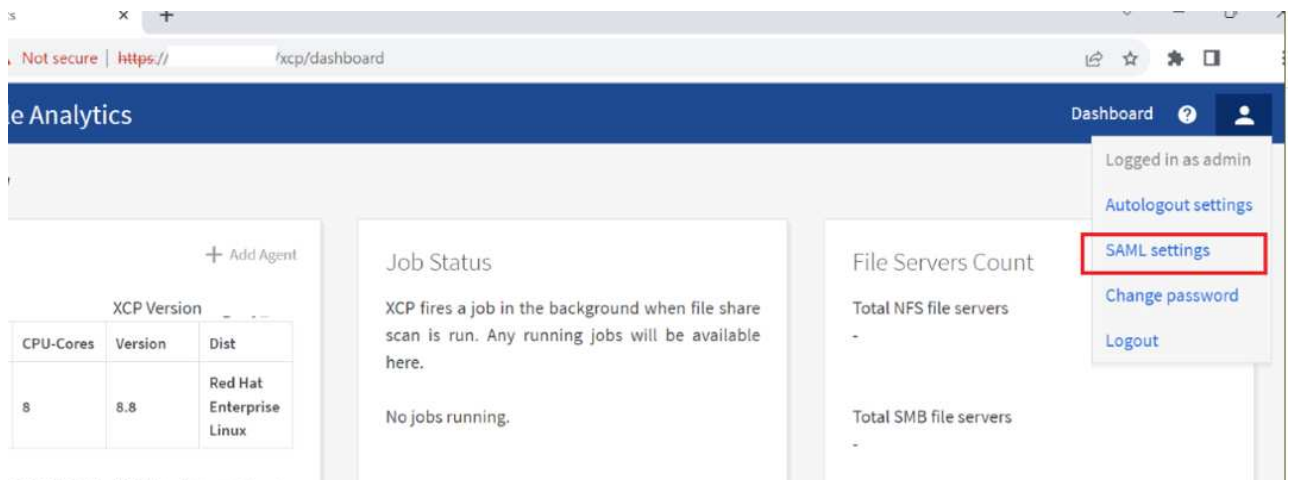 Not secure | https:// /xcp/dashboard
e Analytics
Dashboard
Logged in as admin
Autologout settings
SAML settings
Change password
Logout
+ Add Agent
XCP Version
CPU-Cores Version Dist
8 8.8 Red Hat
Enterprise
Linux
Job Status
XCP fires a job in the background when file share
scan is run. Any running jobs will be available
here.
No jobs running.
File Servers Count
Total NFS file servers
-
Total SMB file servers
-